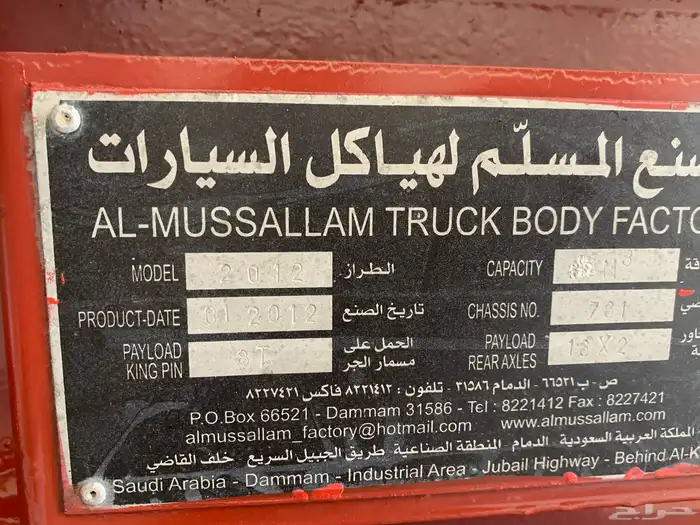 صنع المسلّم لهياكل السيارات
AL-MUSSALLAM TRUCK BODY FACTO
MODEL 2012 الطراز CAPACITY
PRODUCT-DATE 01 2012 تاريخ الصنع CHASSIS NO. 781
PAYLOAD KING PIN 8T الحمل على مسمار الجر PAYLOAD REAR AXLES 13X2
ص - ب ٦٦٥٢١ - الدمام ٣١٥٨٦ - تلفون : ٨٢٢١٤١٢ فاكس ٨٢٢٧٤٢١
P.O.Box 66521 - Dammam 31586 - Tel : 8221412 Fax : 8227421
almussallam_factory@hotmail.com www.almussallam.com
المملكة العربية السعودية الدمام المنطقة الصناعية طريق الجبيل السريع خلف القاضي
Saudi Arabia - Dammam - Industrial Area - Jubail Highway - Behind Al-K
حراج